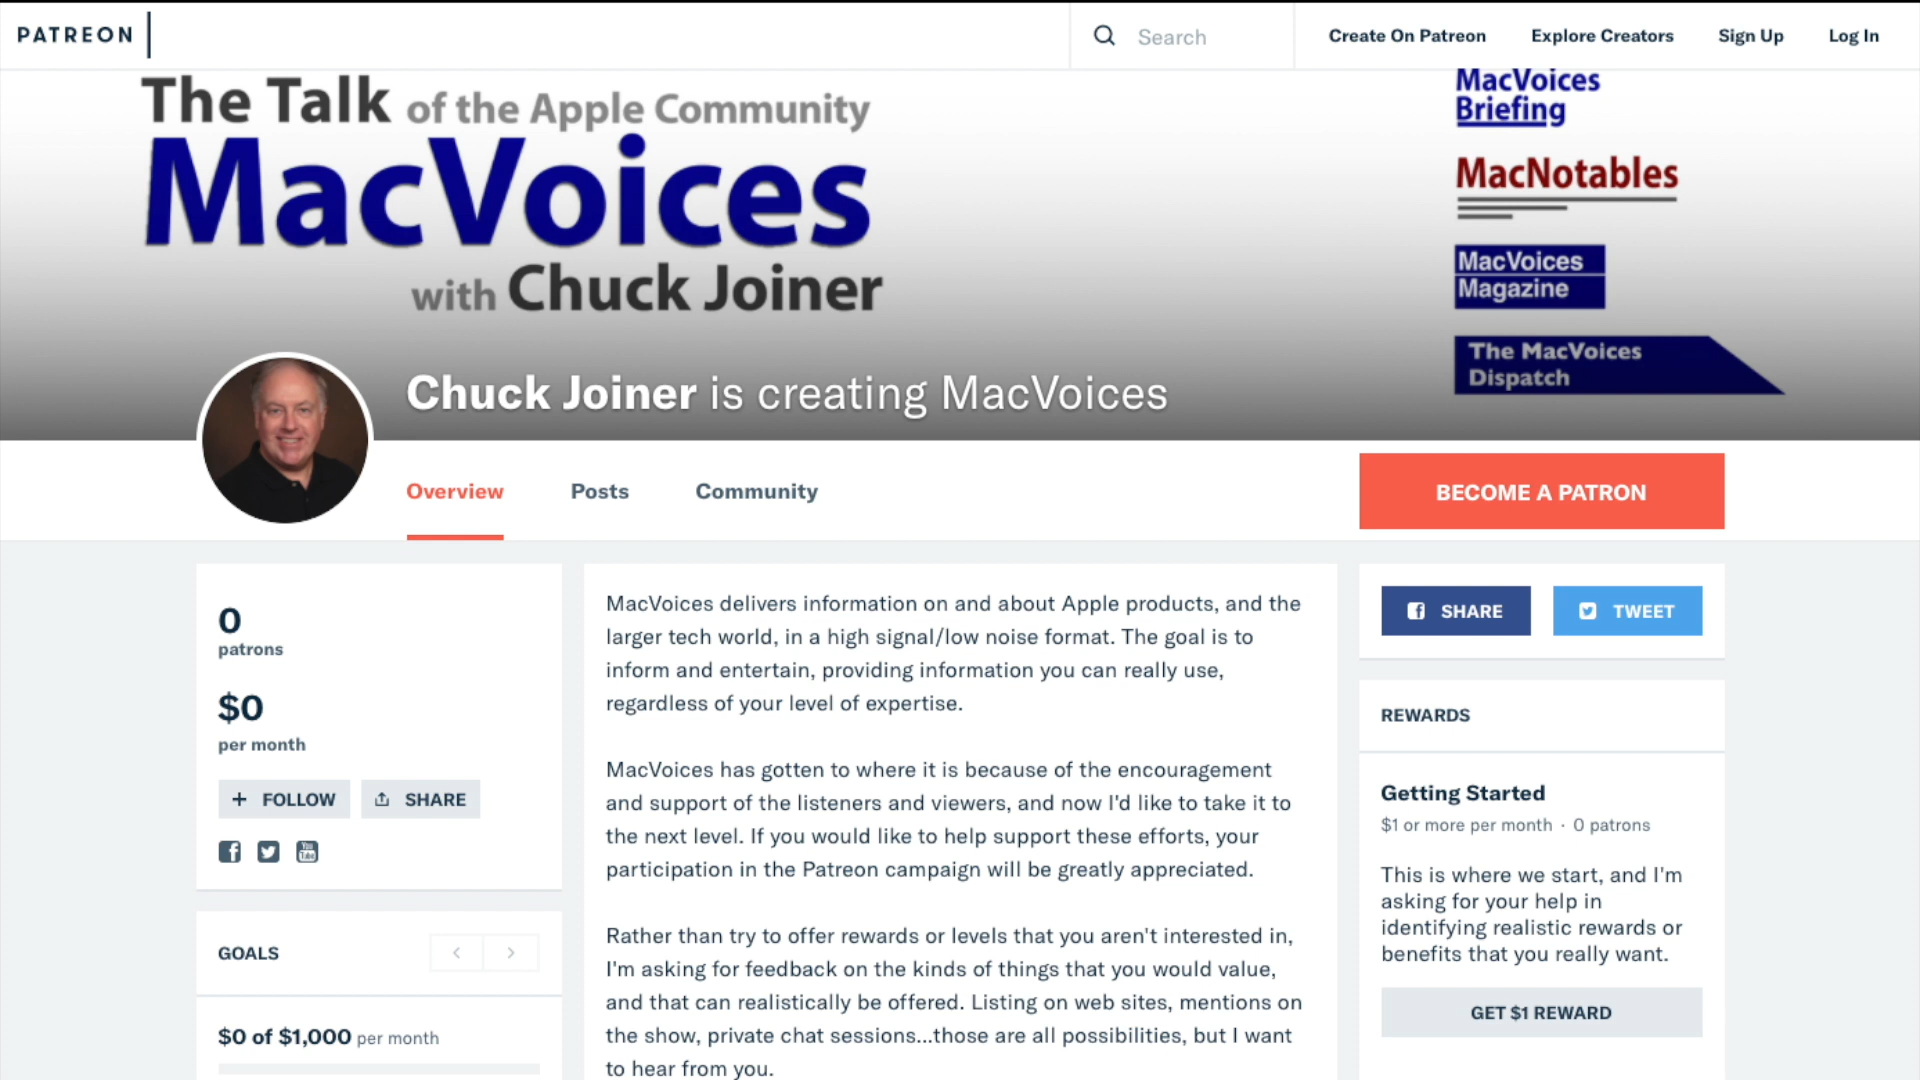 PATREON
Search
Create On Patreon
Explore Creators
Sign Up
Log In
The Talk of the Apple Community
MacVoices
with Chuck Joiner
MacVoices
Briefing
MacNotables
MacVoices
Magazine
The MacVoices
Dispatch
Chuck Joiner is creating MacVoices
Overview
Posts
Community
BECOME A PATRON
0
patrons
$0
per month
+ FOLLOW
SHARE
You
Tube
GOALS
$0 of $1,000 per month
MacVoices delivers information on and about Apple products, and the
larger tech world, in a high signal/low noise format. The goal is to
inform and entertain, providing information you can really use,
regardless of your level of expertise.
MacVoices has gotten to where it is because of the encouragement
and support of the listeners and viewers, and now I'd like to take it to
the next level. If you would like to help support these efforts, your
participation in the Patreon campaign will be greatly appreciated.
Rather than try to offer rewards or levels that you aren't interested in,
I'm asking for feedback on the kinds of things that you would value,
and that can realistically be offered. Listing on web sites, mentions on
the show, private chat sessions...those are all possibilities, but I want
to hear from you.
SHARE
TWEET
REWARDS
Getting Started
$1 or more per month · 0 patrons
This is where we start, and I'm
asking for your help in
identifying realistic rewards or
benefits that you really want.
GET $1 REWARD